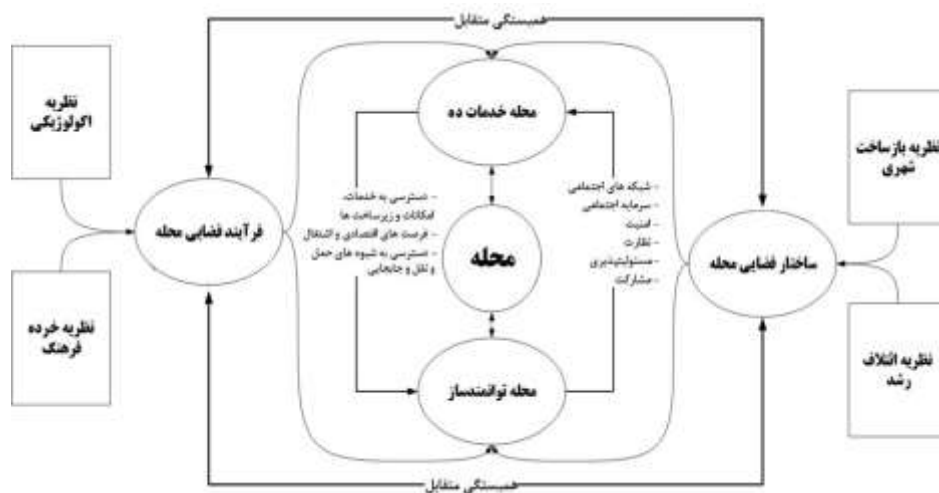 همبستگی متقابل
نظریه بازساخت
شهری
نظریه ائتلاف
رشد
ساختار فضایی محله
محله خدمات ده
- شبکه های اجتماعی
- سرمایه اجتماعی
- امنیت
- نظارت
- مسئولیتپذیری
- مشارکت
محله
- دسترسی به خدمات،
امکانات و زیرساخت ها
- فرصت های اقتصادی و اشتغال
- دسترسی به شیوه های حمل
و نقل و جابجایی
محله توانمندساز
فرآیند فضایی محله
نظریه
اکولوژیکی
نظریه خرده
فرهنگ
همبستگی متقابل